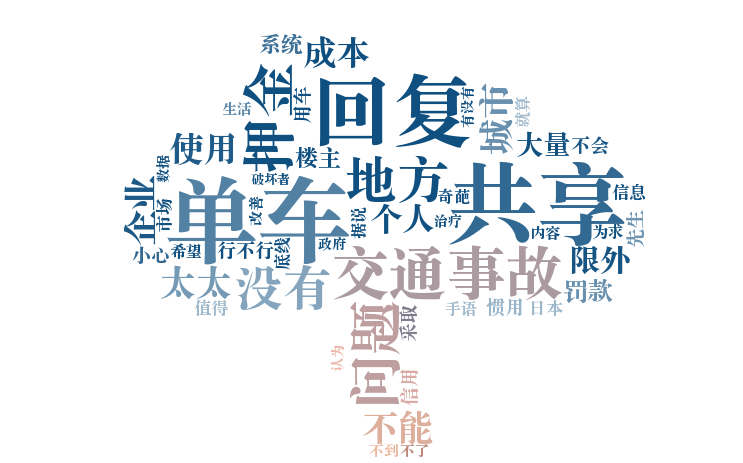 系统
成本
押金
用车
回复
有没有
城市
就算
生活
使用
楼主
大量
不会
数据
破坏者
地方
奇葩
共享
信息
企业
市场
单车
改善
据说
个人
治疗
内容
为求
先生
小心
希望
行不行
底线
政府
限外
太太
没有
交通事故
罚款
值得
手语
惯用
日本
问题
采取
认为
信用
不能
不到
不了